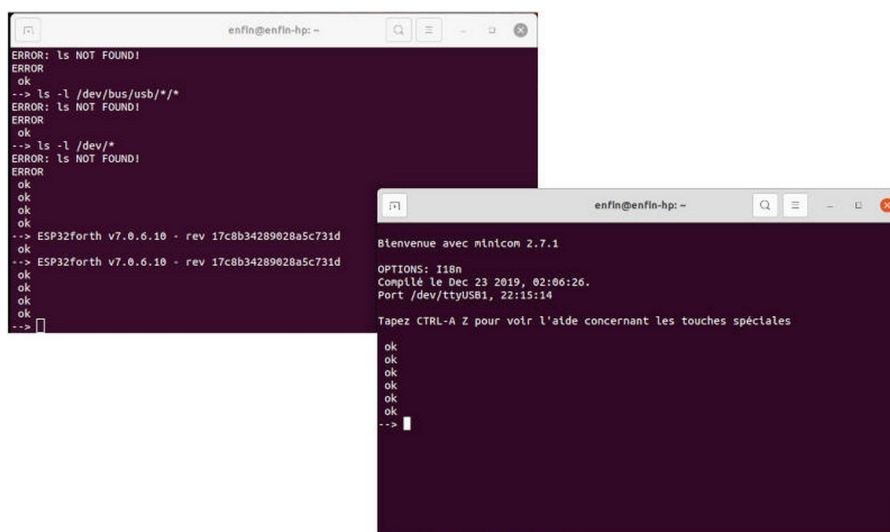 enfin@enfin-hp: ~
ERROR: ls NOT FOUND!
ERROR
ok
--> ls -l /dev/bus/usb/*/*
ERROR: ls NOT FOUND!
ERROR
ok
--> ls -l /dev/*
ERROR: ls NOT FOUND!
ERROR
ok
ok
ok
ok
--> ESP32forth v7.0.6.10 - rev 17c8b34289028a5c731d
ok
--> ESP32forth v7.0.6.10 - rev 17c8b34289028a5c731d
ok
ok
ok
ok
-->
enfin@enfin-hp: ~
Bienvenue avec minicom 2.7.1
OPTIONS: I18n
Compilé le Dec 23 2019, 02:06:26.
Port /dev/ttyUSB1, 22:15:14
Tapez CTRL-A Z pour voir l'aide concernant les touches spéciales
ok
ok
ok
ok
ok
ok
-->